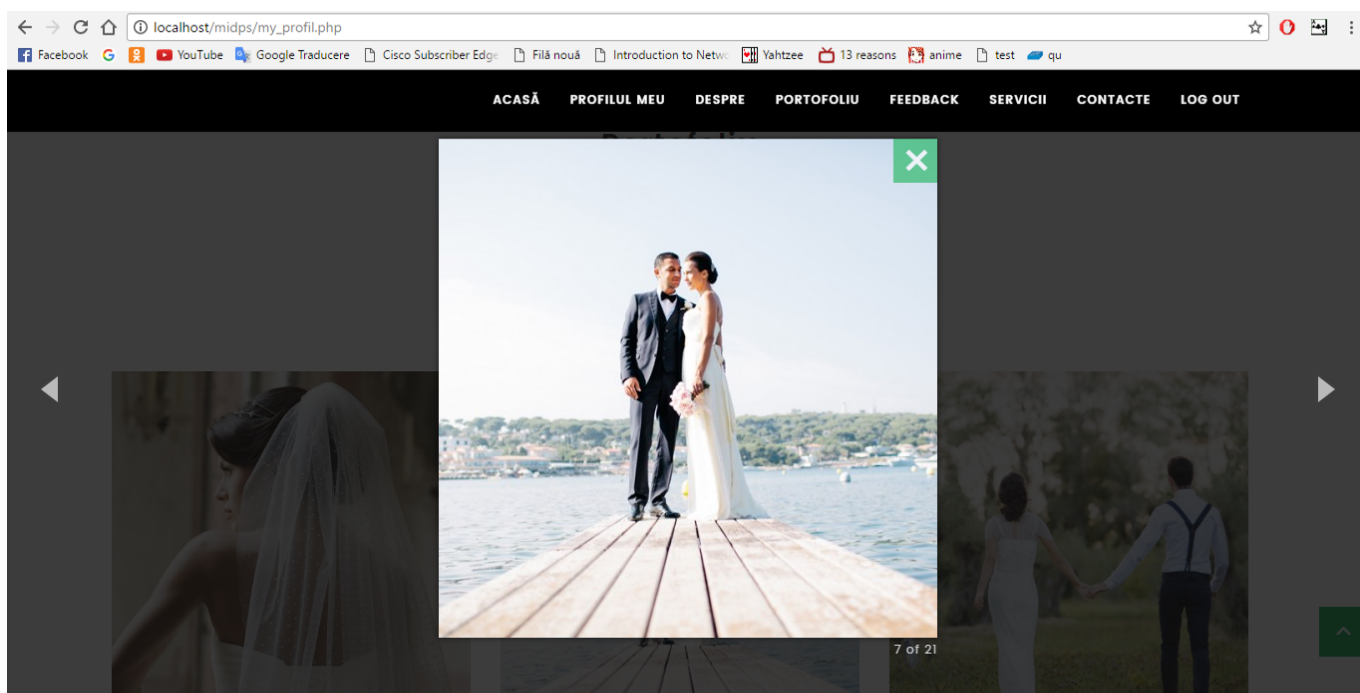 localhost/midps/my_profil.php
Facebook YouTube Google Traducere Cisco Subscriber Edge Filă nouă Introduction to Netwo Yahtzee 13 reasons anime test qu
ACASĂ PROFILUL MEU DESPRE PORTOFOLIU FEEDBACK SERVICII CONTACTE LOG OUT
7 of 21